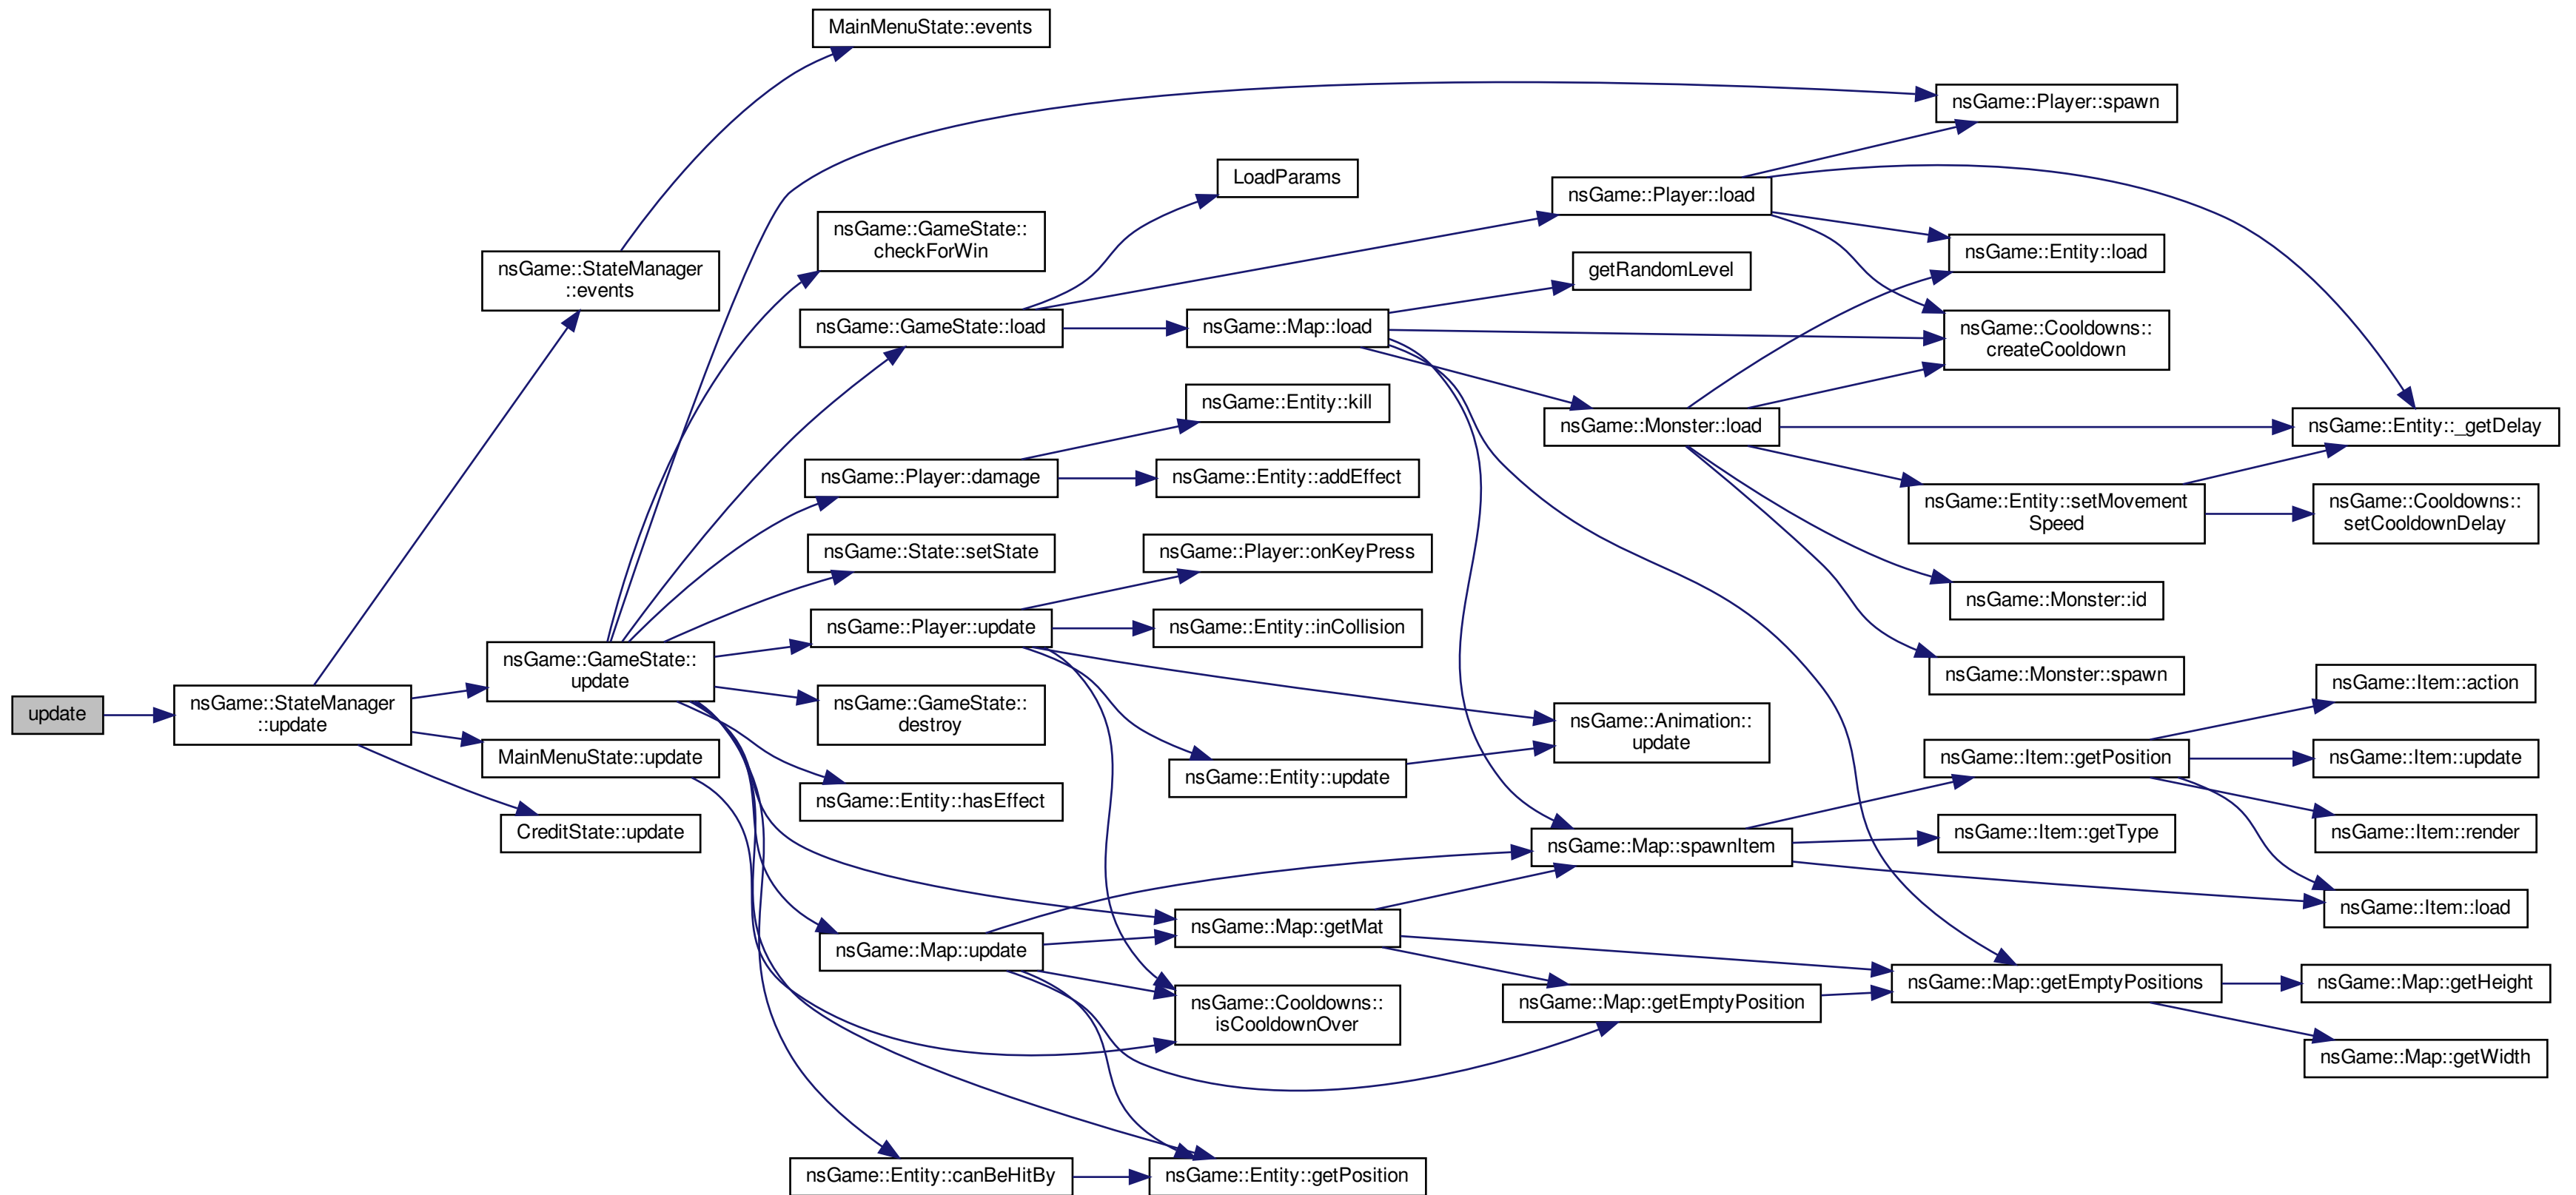 MainMenuState::events
nsGame::Player::spawn
LoadParams
nsGame::Player::load
nsGame::GameState::
checkForWin
nsGame::Entity::load
nsGame::StateManager
::events
getRandomLevel
nsGame::GameState::load
nsGame::Map::load
nsGame::Cooldowns::
createCooldown
nsGame::Entity::kill
nsGame::Monster::load
nsGame::Entity::_getDelay
nsGame::Player::damage
nsGame::Entity::addEffect
nsGame::Entity::setMovement
Speed
nsGame::Cooldowns::
setCooldownDelay
nsGame::State::setState
nsGame::Player::onKeyPress
nsGame::Monster::id
nsGame::Player::update
nsGame::Entity::inCollision
nsGame::GameState::
update
nsGame::Monster::spawn
nsGame::Item::action
update
nsGame::StateManager
::update
nsGame::GameState::
destroy
nsGame::Animation::
update
MainMenuState::update
nsGame::Entity::update
nsGame::Item::getPosition
nsGame::Item::update
nsGame::Entity::hasEffect
CreditState::update
nsGame::Map::spawnItem
nsGame::Item::getType
nsGame::Item::render
nsGame::Item::load
nsGame::Map::update
nsGame::Map::getMat
nsGame::Map::getEmptyPositions
nsGame::Map::getHeight
nsGame::Cooldowns::
isCooldownOver
nsGame::Map::getEmptyPosition
nsGame::Map::getWidth
nsGame::Entity::canBeHitBy
nsGame::Entity::getPosition